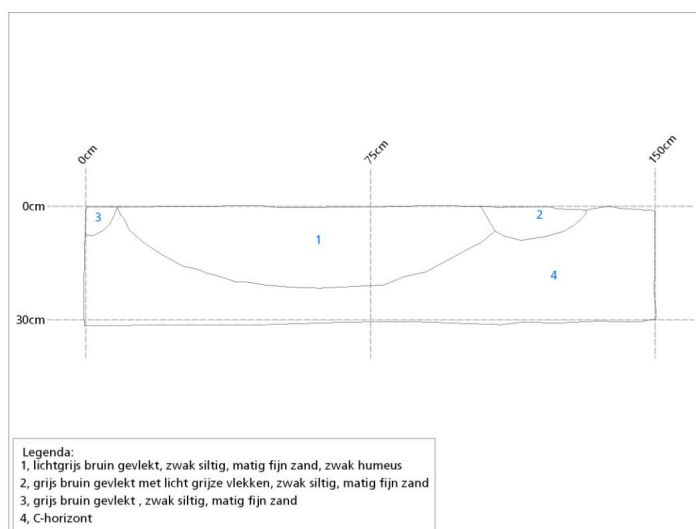 0cm
75cm
150cm
0cm
3
2
1
4
30cm
Legenda:
1, lichtgrijs bruin gevlekt, zwak siltig, matig fijn zand, zwak humeus
2, grijs bruin gevlekt met licht grijze vlekken, zwak siltig, matig fijn zand
3, grijs bruin gevlekt , zwak siltig, matig fijn zand
4, C-horizont